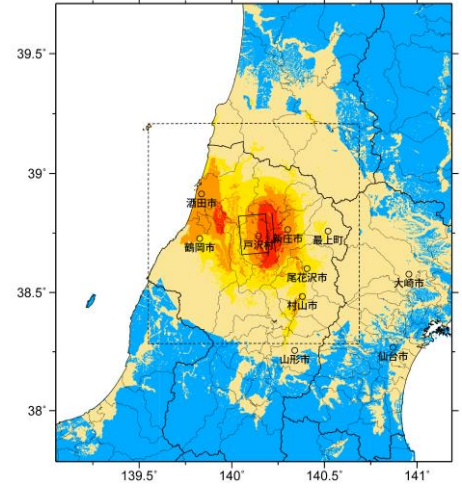 39.5˚
39˚
酒田市
新庄市
最上町
戸沢村
鶴岡市
尾花沢市
大崎市
38.5˚
村山市
山形市
仙台市
38˚
139.5˚
140˚
140.5˚
141˚